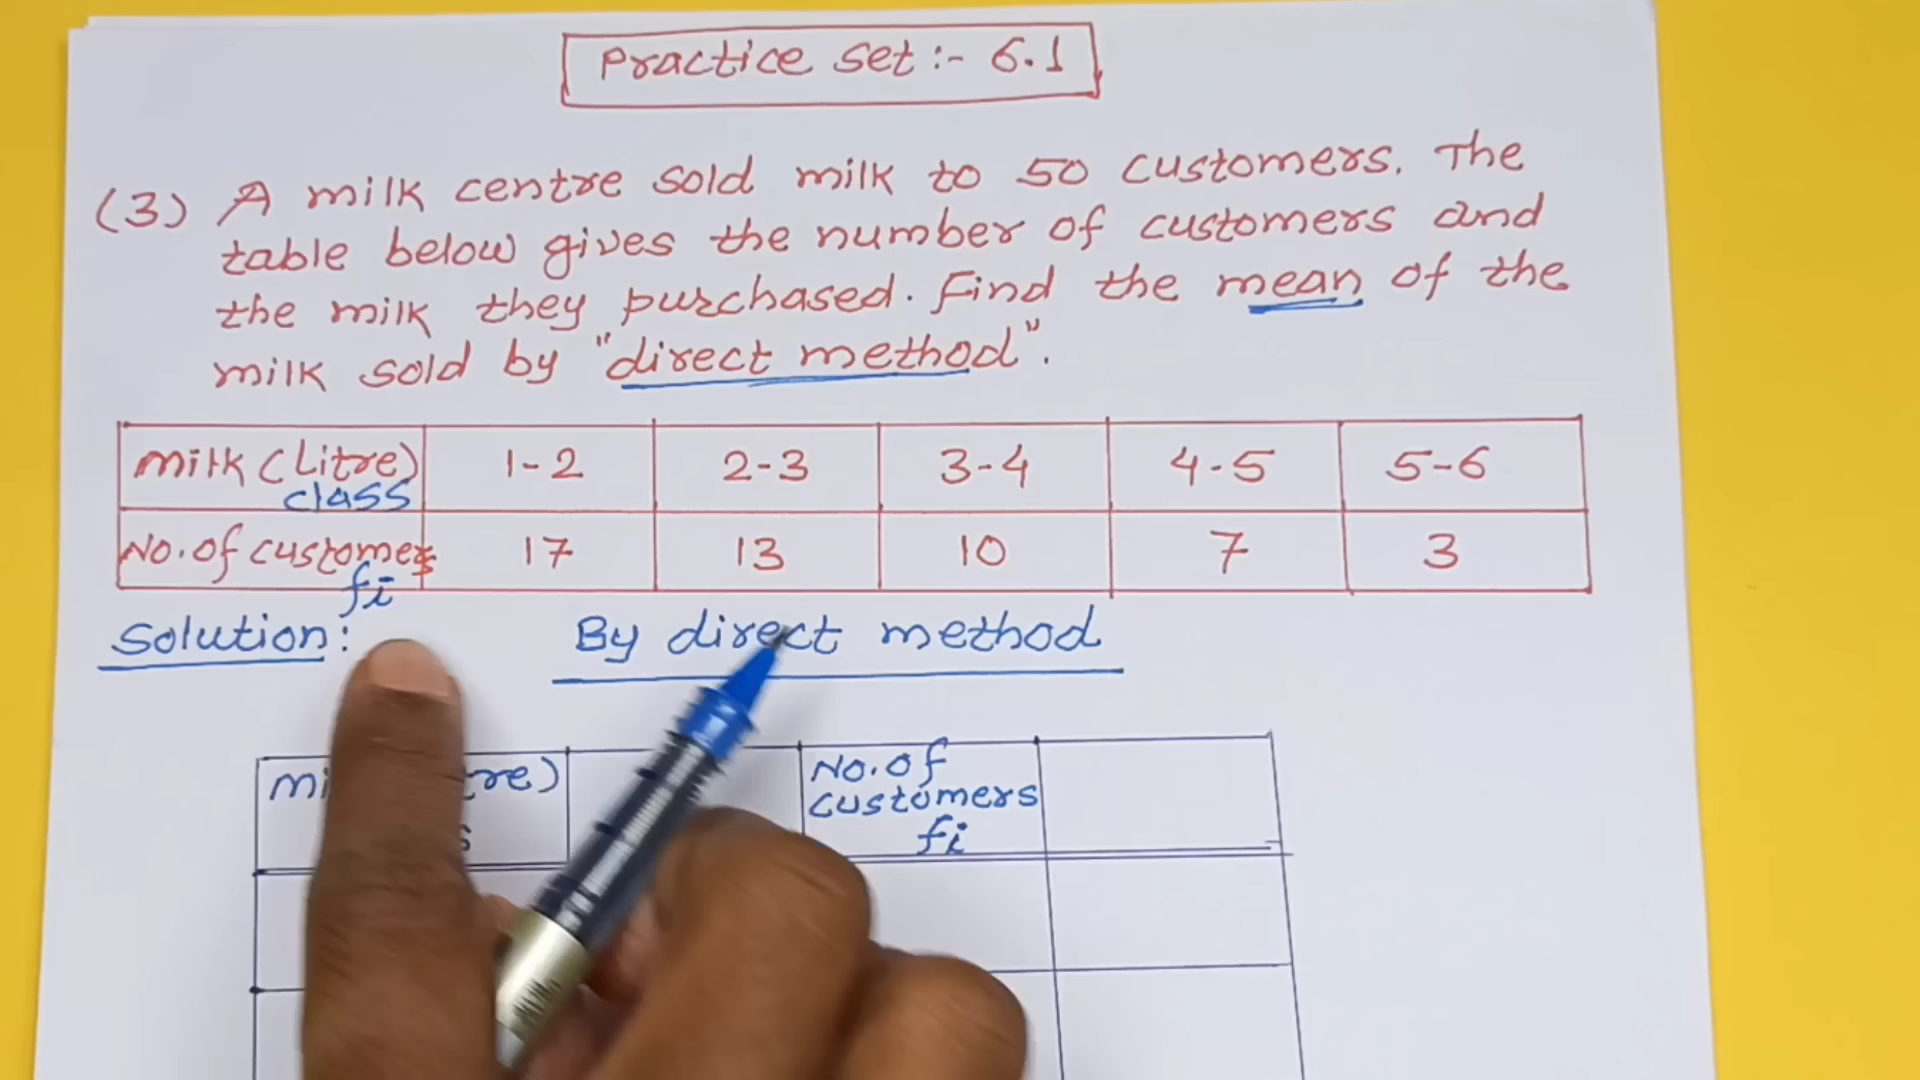 Practice set :- 6.1
(3) A milk centre sold milk to 50 customers. The
table below gives the number of customers and
the milk they purchased. Find the mean of the
milk sold by "direct method".
Milk (Litre) 1-2 2-3 3-4 4-5 5-6
class
No. of customers 17 13 10 7 3
fi
Solution: By direct method
No. of
customers
fi